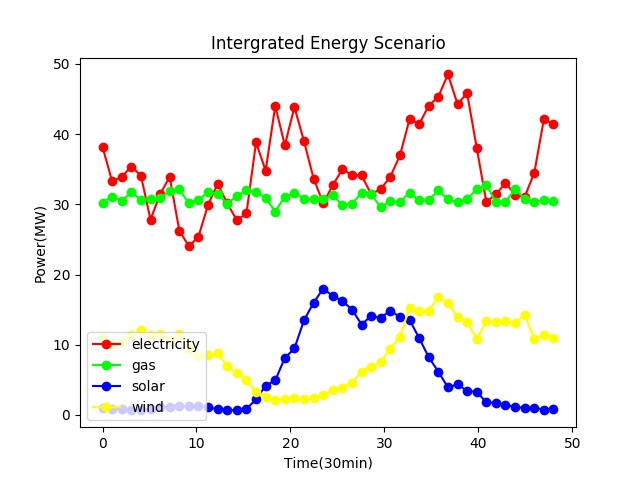 Intergrated Energy Scenario
Power(MW)
50
40
30
20
10
0
electricity
gas
solar
wind
0 10 20 30 40 50
Time(30min)